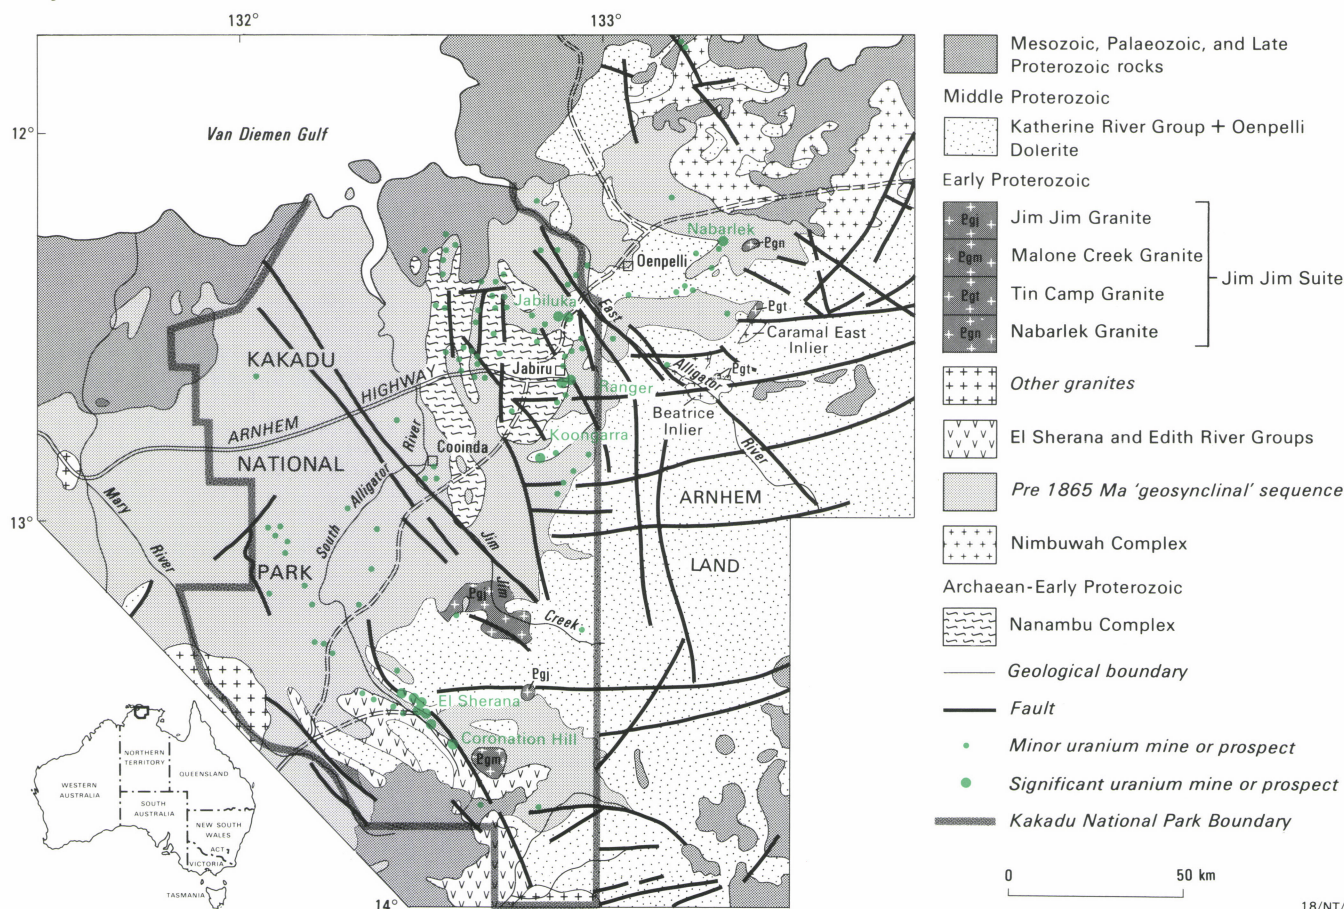 132°
133°
12°
Van Diemen Gulf
Nabarlek
Pgn
Oenpelli
Jabiluka
East
Pgt
Caramal East
Inlier
KAKADU
HIGHWAY
Jabiru
Alligator
Pgt
Ranger
Beatrice
Inlier
ARNHEM
River
Koongarra
Cooinda
River
NATIONAL
Alligator
ARNHEM
Mary
13°
South
Jim
River
PARK
LAND
Pgj
Jim
Creek
Pgj
El Sherana
Coronation Hill
Pgm
14°
NORTHERN
TERRITORY
WESTERN
AUSTRALIA
QUEENSLAND
SOUTH
AUSTRALIA
NEW SOUTH
WALES
ACT
VICTORIA
TASMANIA
Mesozoic, Palaeozoic, and Late
Proterozoic rocks
Middle Proterozoic
Katherine River Group + Oenpelli
Dolerite
Early Proterozoic
Pgj Jim Jim Granite
Pgm Malone Creek Granite
Jim Jim Suite
Pgt Tin Camp Granite
Pgn Nabarlek Granite
Other granites
El Sherana and Edith River Groups
Pre 1865 Ma 'geosynclinal' sequence
Nimbuwah Complex
Archaean-Early Proterozoic
Nanambu Complex
Geological boundary
Fault
Minor uranium mine or prospect
Significant uranium mine or prospect
Kakadu National Park Boundary
0 50 km
18/NT/